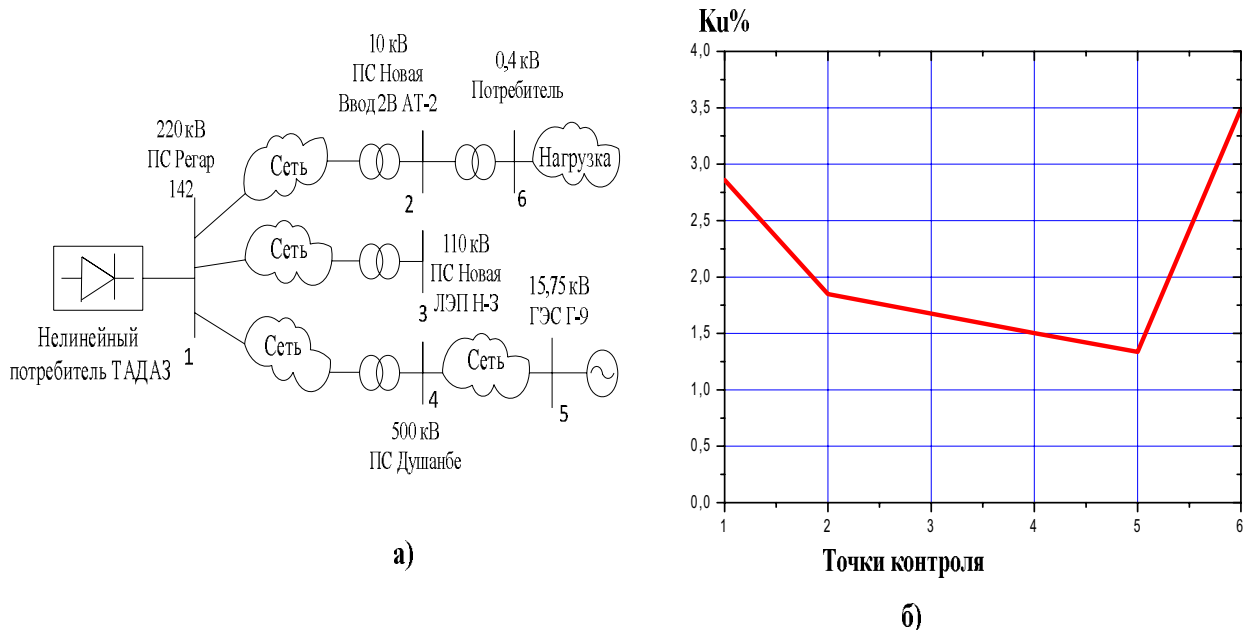 10 кВ
ПС Новая
Ввод 2В АТ-2
0,4 кВ
Потребитель
220 кВ
ПС Регар
142
Сеть
Нагрузка
2
6
Сеть
110 кВ
ПС Новая
ЛЭП Н-3
3
15,75 кВ
ГЭС Г-9
Нелинейный
потребитель ТАДАЗ
1
Сеть
Сеть
4
5
500 кВ
ПС Душанбе
а)
Ku%
4,0
3,5
3,0
2,5
2,0
1,5
1,0
0,5
0,0
1 2 3 4 5 6
Точки контроля
б)